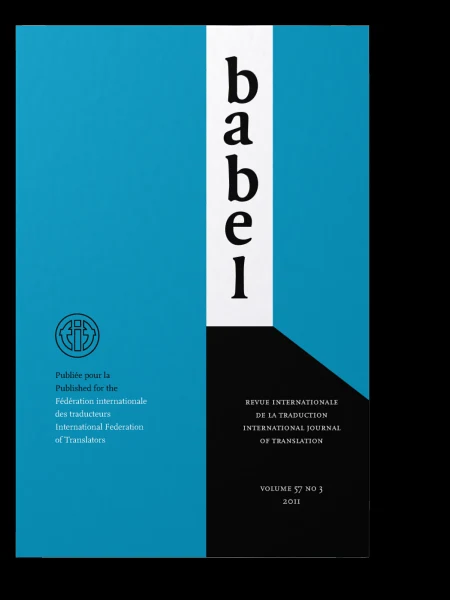 babel
Publiée pour la
Published for the
Fédération internationale
des traducteurs
International Federation
of Translators
REVUE INTERNATIONALE
DE LA TRADUCTION
INTERNATIONAL JOURNAL
OF TRANSLATION
VOLUME 57 NO 3
2011